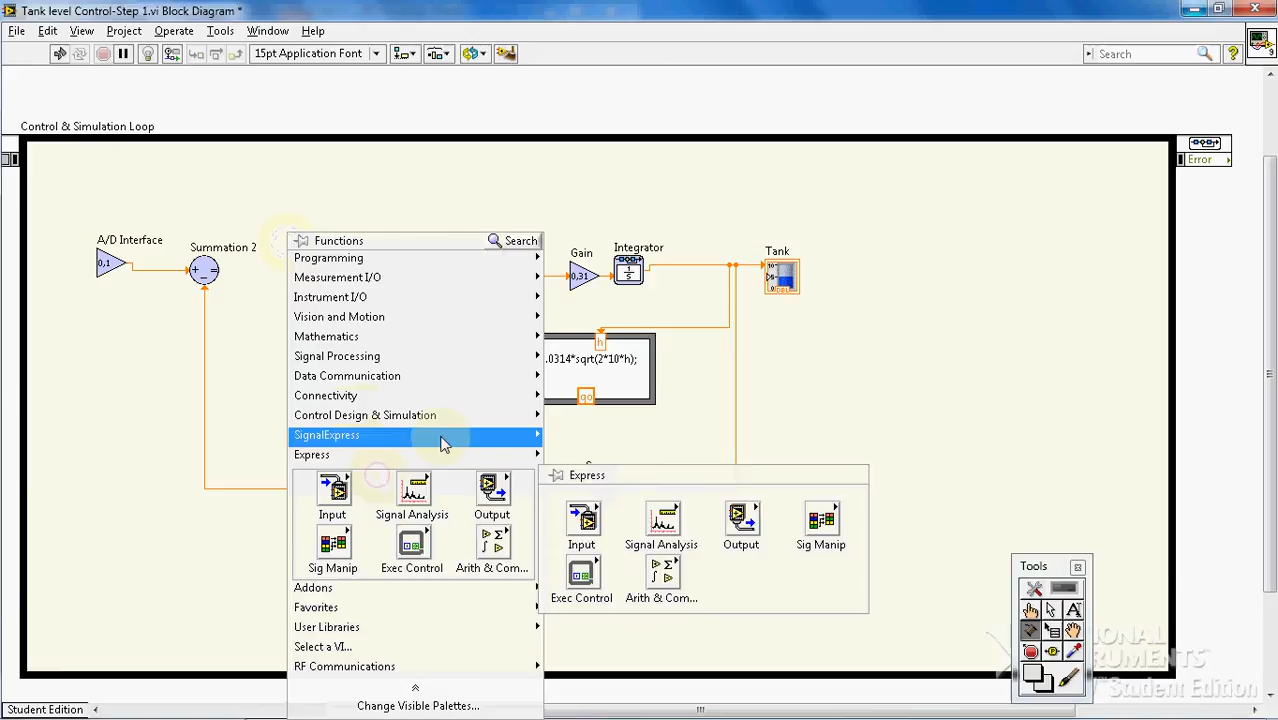 Tank level Control-Step 1.vi Block Diagram *
File Edit View Project Operate Tools Window Help
15pt Application Font
Search
9
Control & Simulation Loop
Error
A/D Interface
0,1
Summation 2
Gain
0,31
Integrator
Tank
h
.0314*sqrt(2*10*h);
qo
Functions
Search
Programming
Measurement I/O
Instrument I/O
Vision and Motion
Mathematics
Signal Processing
Data Communication
Connectivity
Control Design & Simulation
SignalExpress
Express
Input
Signal Analysis
Output
Sig Manip
Exec Control
Arith & Com...
Addons
Favorites
User Libraries
Select a VI...
RF Communications
Change Visible Palettes...
Express
Input
Signal Analysis
Output
Sig Manip
Exec Control
Arith & Com...
Tools
Student Edition
Student Edition